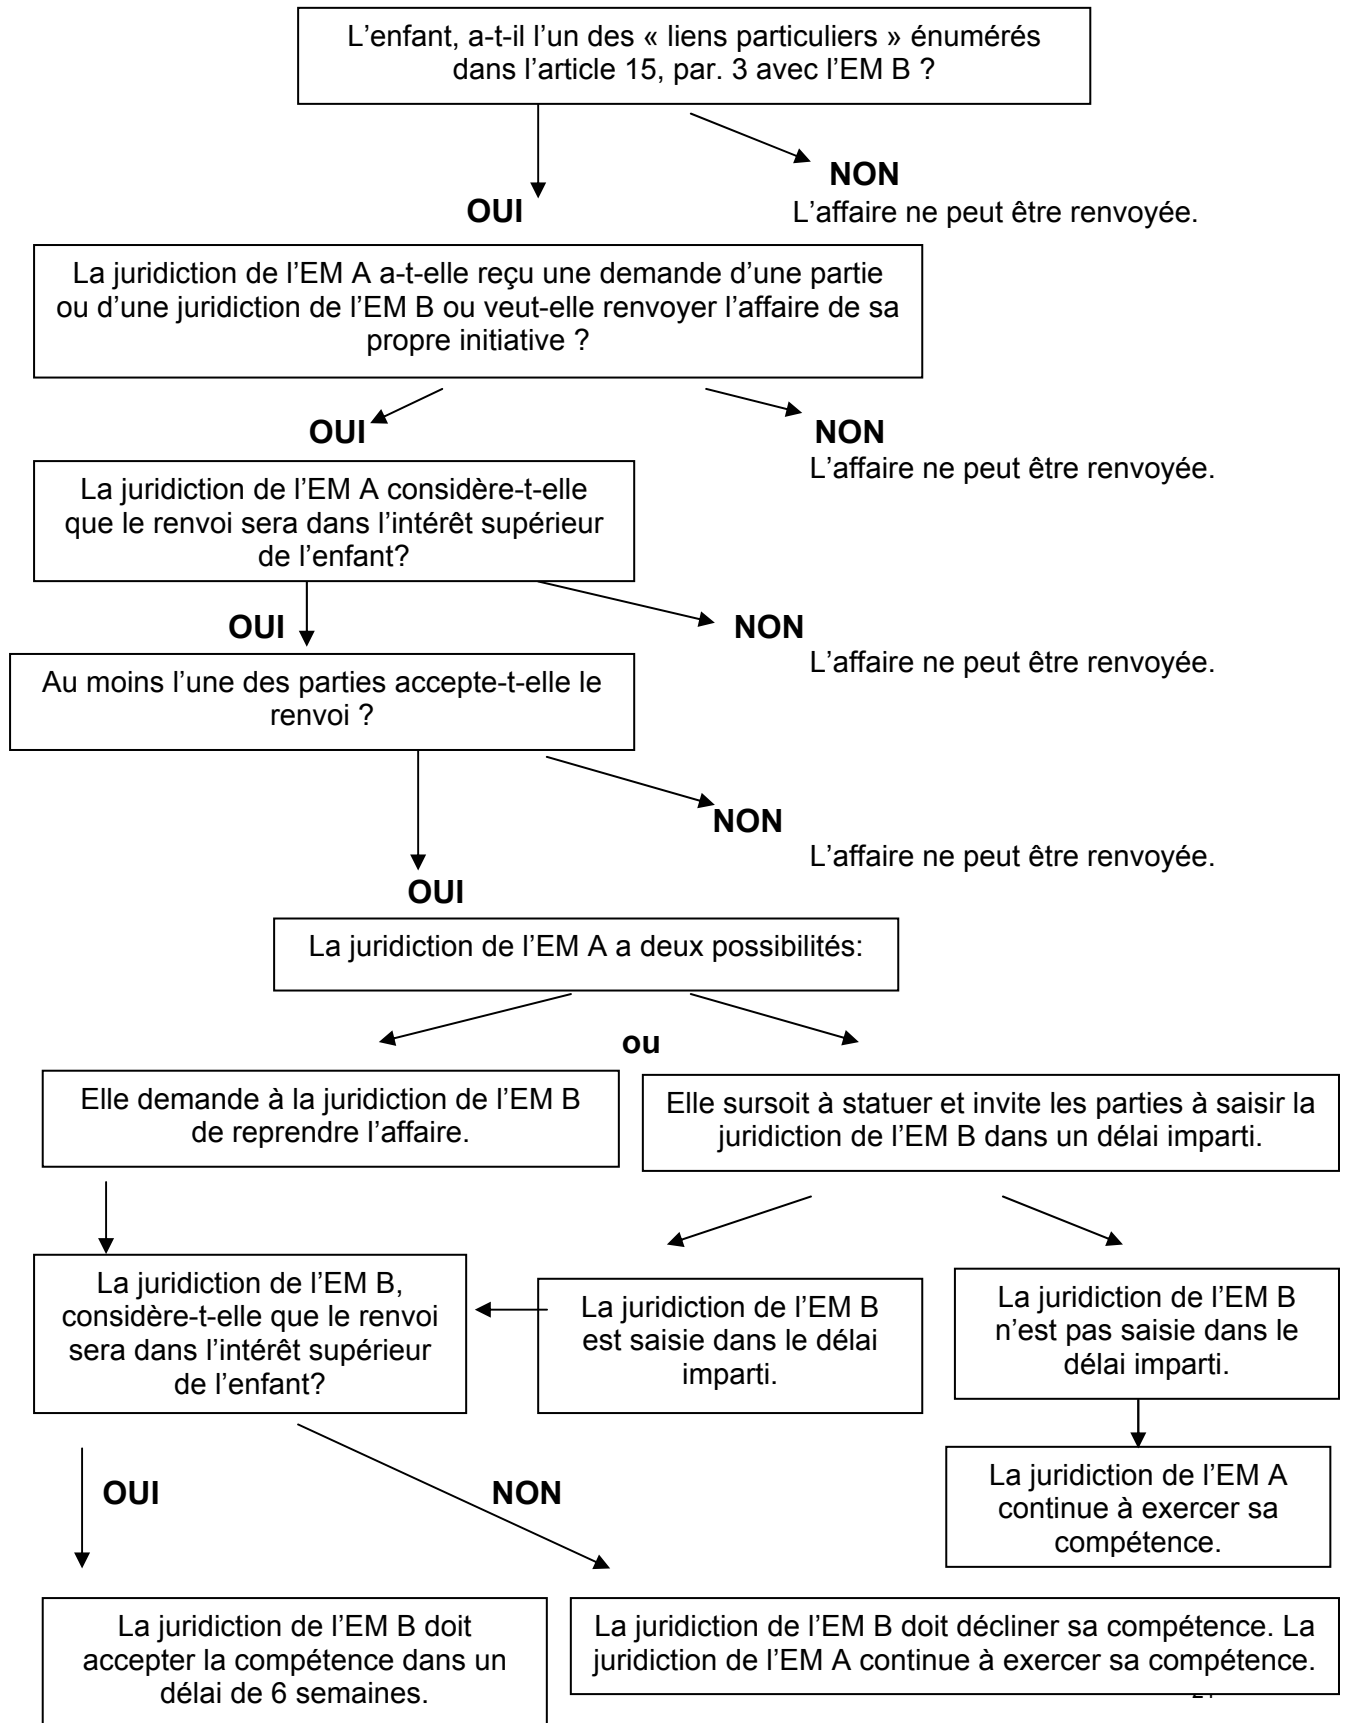 L’enfant, a-t-il l’un des « liens particuliers » énumérés
dans l’article 15, par. 3 avec l’EM B ?
NON
OUI
L’affaire ne peut être renvoyée.
La juridiction de l’EM A a-t-elle reçu une demande d’une partie
ou d’une juridiction de l’EM B ou veut-elle renvoyer l’affaire de sa
propre initiative ?
OUI
NON
L’affaire ne peut être renvoyée.
La juridiction de l’EM A considère-t-elle
que le renvoi sera dans l’intérêt supérieur
de l’enfant?
OUI
NON
L’affaire ne peut être renvoyée.
Au moins l’une des parties accepte-t-elle le
renvoi ?
NON
L’affaire ne peut être renvoyée.
OUI
La juridiction de l’EM A a deux possibilités:
ou
Elle demande à la juridiction de l’EM B
de reprendre l’affaire.
Elle sursoit à statuer et invite les parties à saisir la
juridiction de l’EM B dans un délai imparti.
La juridiction de l’EM B,
considère-t-elle que le renvoi
sera dans l’intérêt supérieur
de l’enfant?
La juridiction de l’EM B
est saisie dans le délai
imparti.
La juridiction de l’EM B
n’est pas saisie dans le
délai imparti.
La juridiction de l’EM A
continue à exercer sa
compétence.
OUI
NON
La juridiction de l’EM B doit
accepter la compétence dans un
délai de 6 semaines.
La juridiction de l’EM B doit décliner sa compétence. La
juridiction de l’EM A continue à exercer sa compétence.